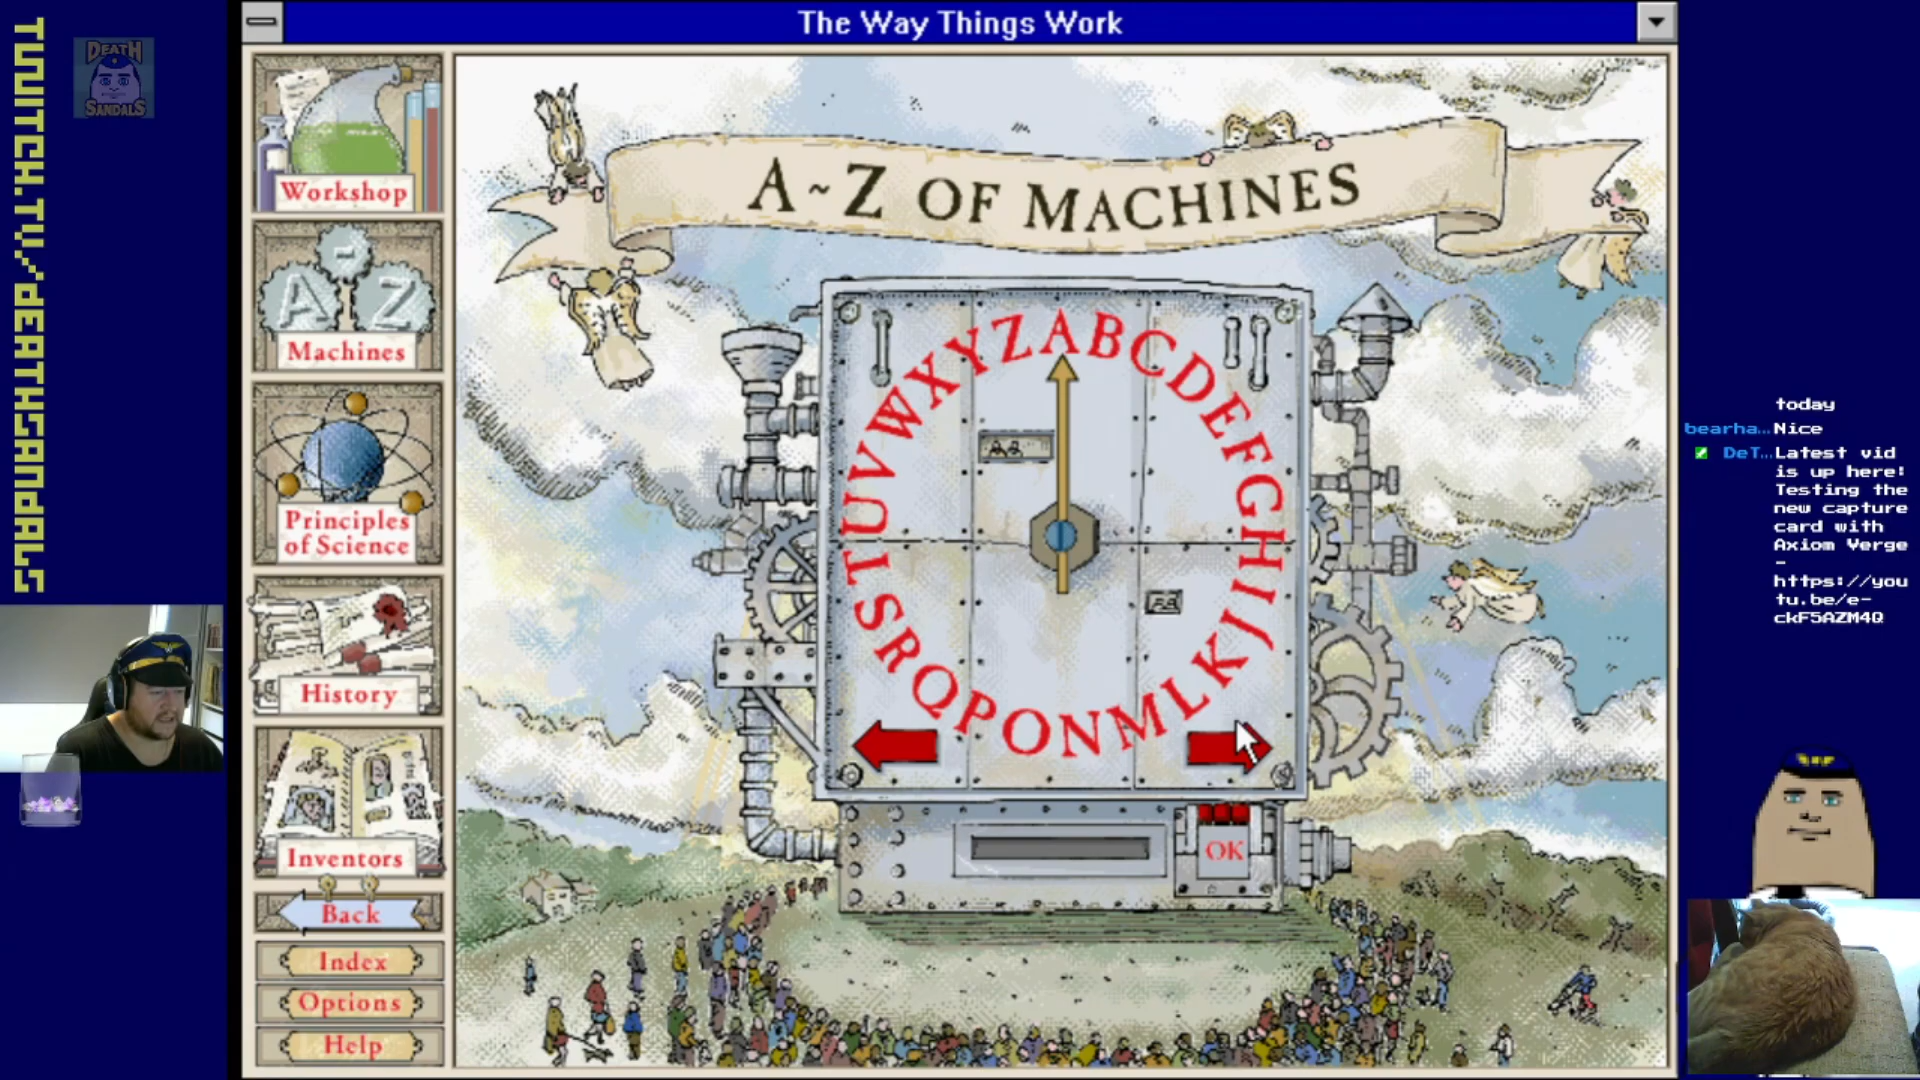 The Way Things Work
TWITCH.TV/DEATHSANDALS
DEATH
SANDALS
Workshop
A - Z
Machines
Principles
of Science
History
Inventors
Back
Index
Options
Help
A~Z OF MACHINES
A B C D E F G H I J K L M N O P Q R S T U V W X Y Z
OK
today
bearha... Nice
DeT... Latest vid
is up here:
Testing the
new capture
card with
Axiom Verge
-
https://you
tu.be/e-
ckF5AZM4Q